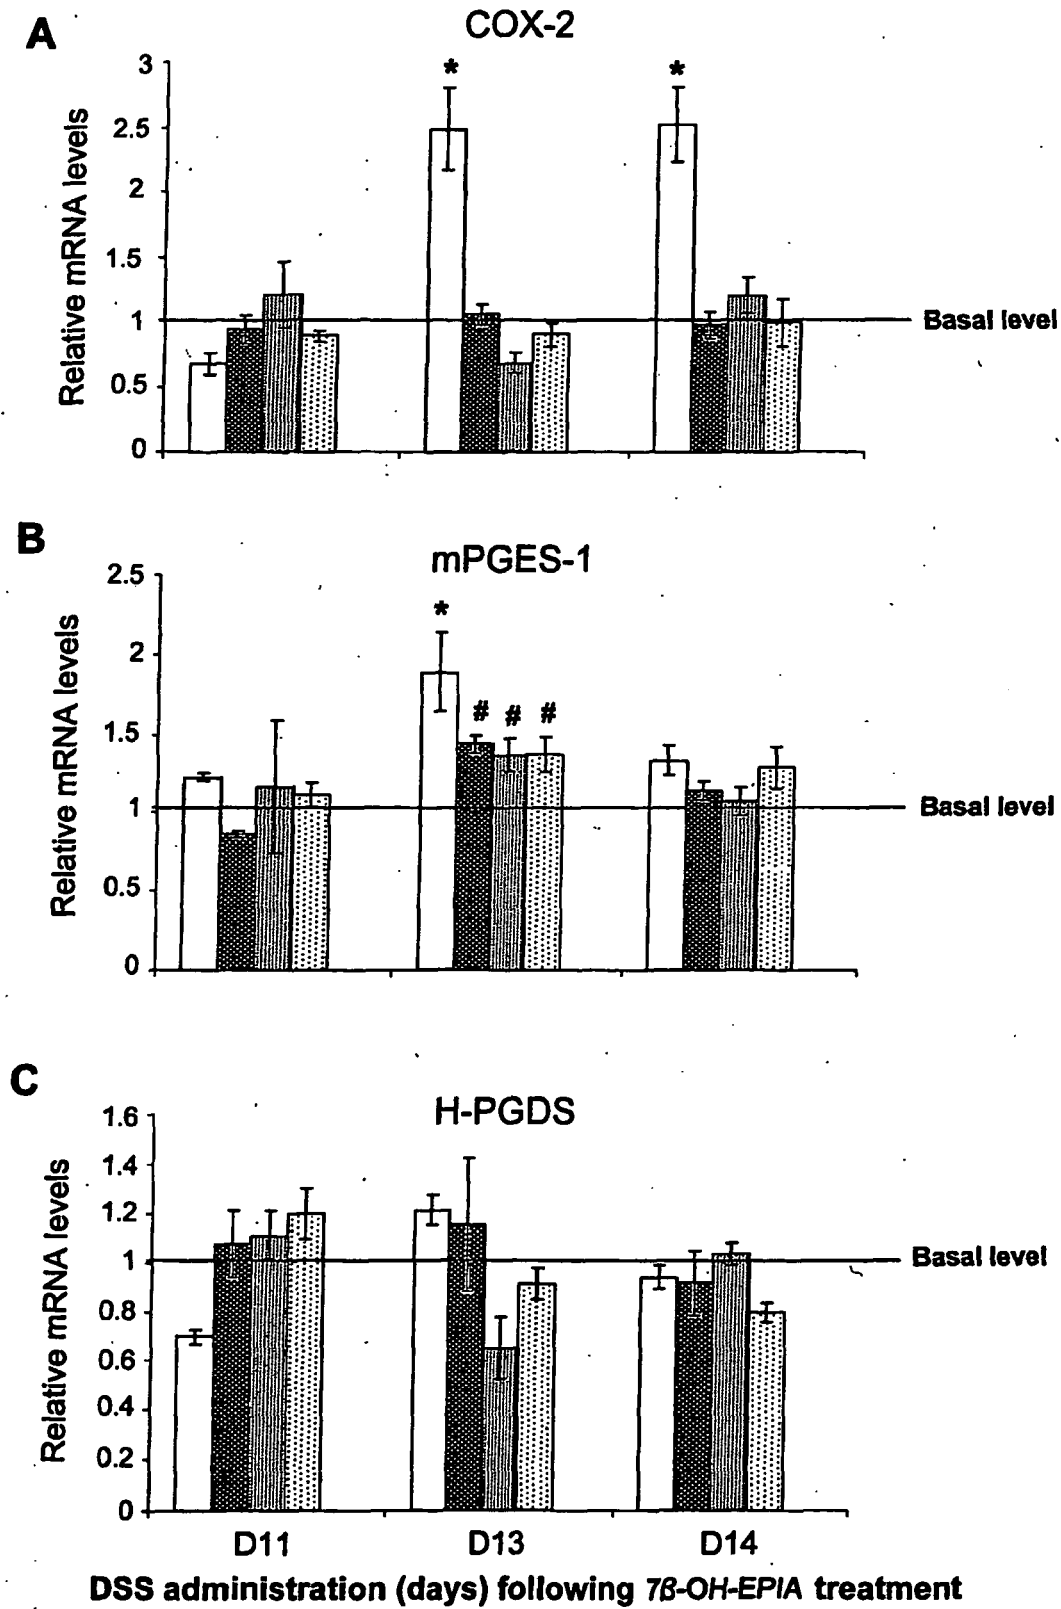 A
COX-2
*
*
3
2.5
2
1.5
1
0.5
0
Relative mRNA levels
Basal level
B
mPGES-1
*
# # #
2.5
2
1.5
1
0.5
0
Relative mRNA levels
Basal level
C
H-PGDS
1.6
1.4
1.2
1
0.8
0.6
0.4
0.2
0
Relative mRNA levels
Basal level
D11 D13 D14
DSS administration (days) following 7ß-OH-EPIA treatment